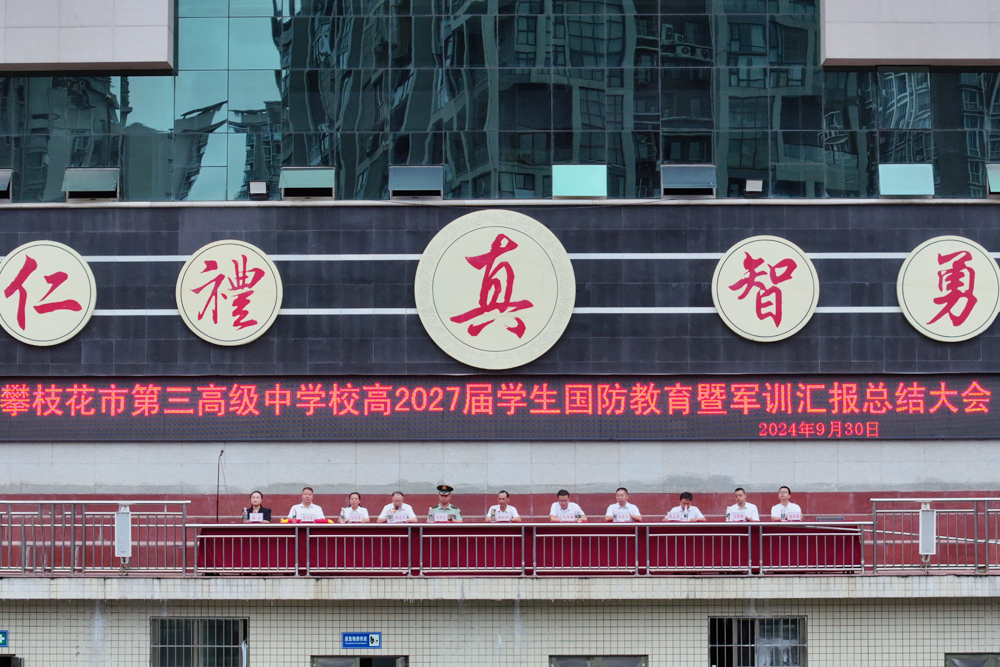 仁 禮 真 智 勇
攀枝花市第三高级中学校高2027届学生国防教育暨军训汇报总结大会
2024年9月30日